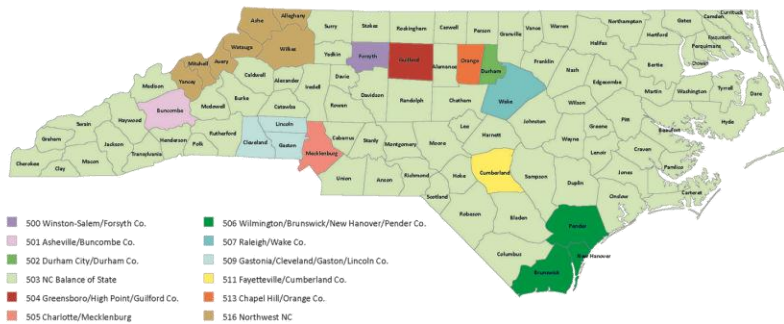 Currituck
Alleghany
Ashe
Surry
Stokes
Rockingham
Caswell
Person
Granville
Vance
Warren
Northampton
Gates
Camden
Hertford
Pasquotank
Perquimans
Halifax
Chowan
Watauga
Wilkes
Yadkin
Forsyth
Guilford
Alamance
Orange
Durham
Franklin
Bertie
Mitchell
Avery
Nash
Edgecombe
Martin
Washington
Tyrrell
Dare
Yancey
Caldwell
Alexander
Iredell
Davie
Madison
Davidson
Randolph
Chatham
Wake
Wilson
Burke
McDowell
Catawba
Rowan
Buncombe
Johnston
Pitt
Beaufort
Hyde
Haywood
Swain
Graham
Lincoln
Lee
Harnett
Wayne
Greene
Rutherford
Cleveland
Gaston
Cabarrus
Stanly
Montgomery
Moore
Lenoir
Craven
Jackson
Henderson
Polk
Mecklenburg
Cherokee
Clay
Macon
Transylvania
Union
Anson
Richmond
Hoke
Cumberland
Sampson
Duplin
Jones
Pamlico
Onslow
Carteret
Scotland
Robeson
Bladen
Pender
Columbus
New Hanover
Brunswick
500 Winston-Salem/Forsyth Co.
501 Asheville/Buncombe Co.
502 Durham City/Durham Co.
503 NC Balance of State
504 Greensboro/High Point/Guilford Co.
505 Charlotte/Mecklenburg
506 Wilmington/Brunswick/New Hanover/Pender Co.
507 Raleigh/Wake Co.
509 Gastonia/Cleveland/Gaston/Lincoln Co.
511 Fayetteville/Cumberland Co.
513 Chapel Hill/Orange Co.
516 Northwest NC